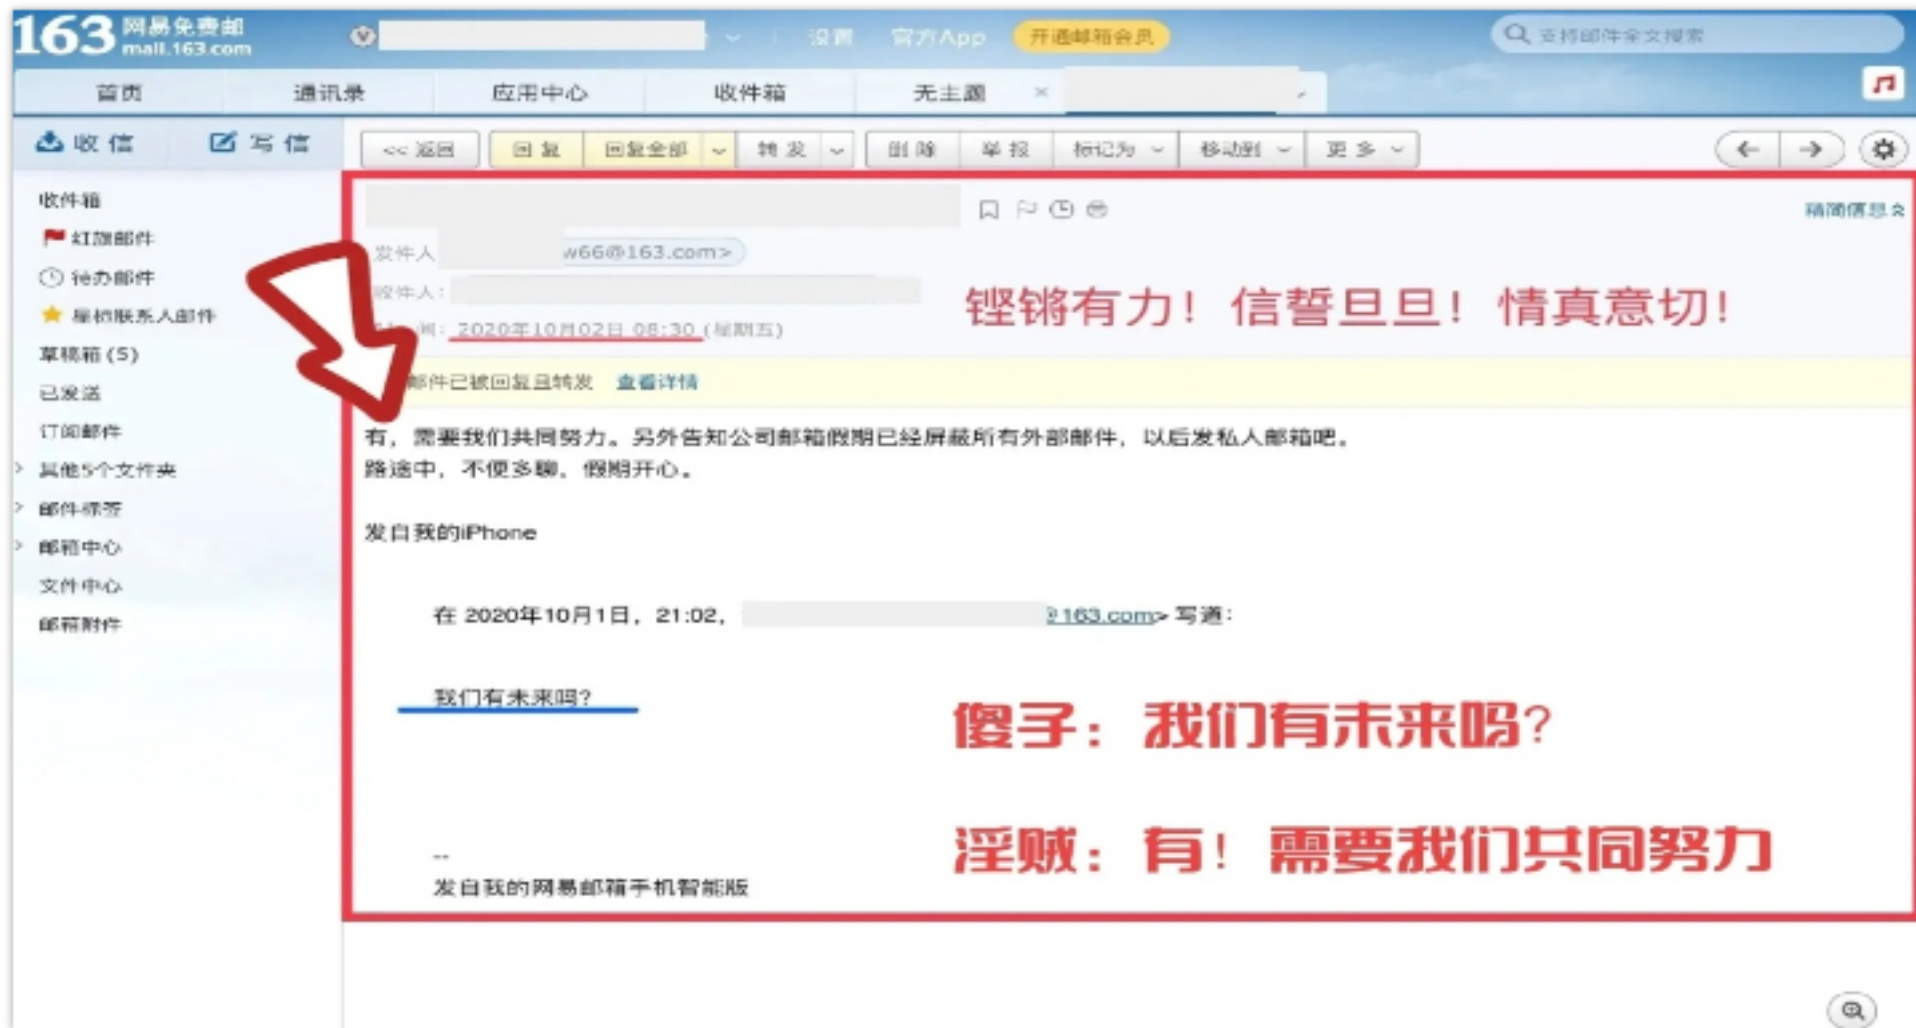 163 网易免费邮
mail.163.com
设置 官方App 开通邮箱会员 支持邮件全文搜索
首页 通讯录 应用中心 收件箱 无主题 ×
收信 写信 << 返回 回复 回复全部 转发 删除 举报 标记为 移动到 更多
收件箱
精简信息
红旗邮件
发件人 w66@163.com>
待办邮件
收件人：
铿锵有力！信誓旦旦！情真意切！
星标联系人邮件
间：2020年10月02日 08:30 (星期五)
草稿箱 (5)
邮件已被回复且转发 查看详情
已发送
订阅邮件
有，需要我们共同努力。另外告知公司邮箱假期已经屏蔽所有外部邮件，以后发私人邮箱吧。
其他5个文件夹
路途中，不便多聊，假期开心。
邮件标签
发自我的iPhone
邮箱中心
文件中心
在 2020年10月1日，21:02， @163.com> 写道：
邮箱附件
我们有未来吗？
傻子：我们有未来吗？
淫贼：有！需要我们共同努力
--
发自我的网易邮箱手机智能版